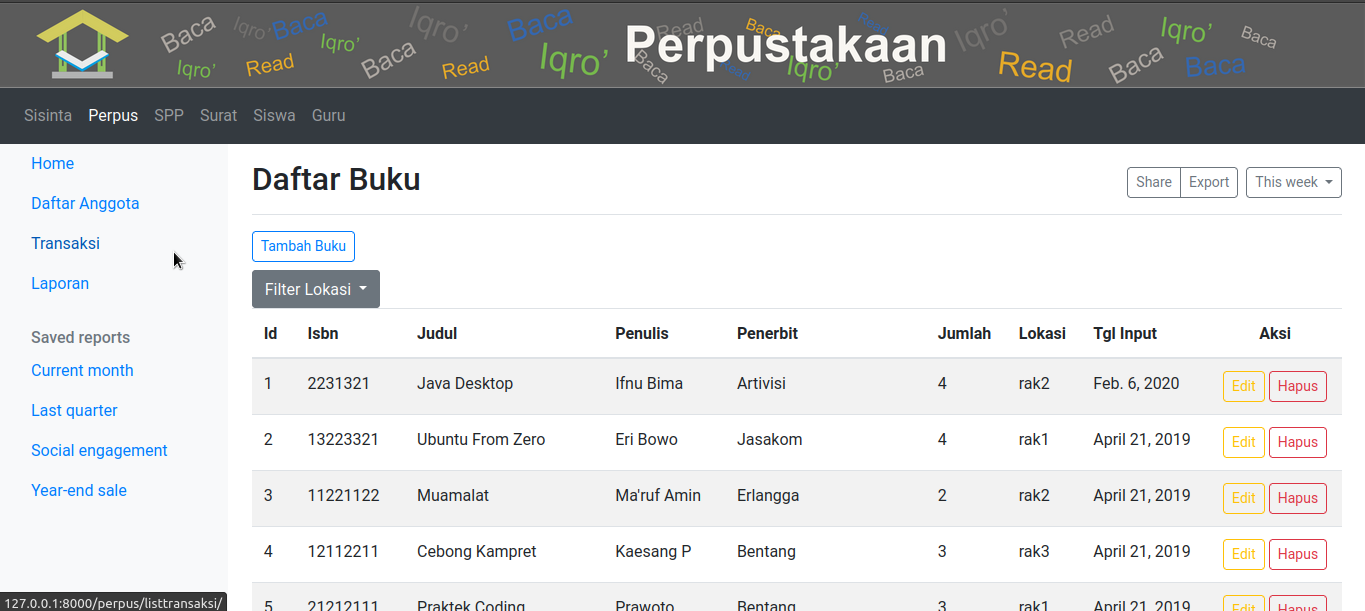 Baca Iqro' Baca Iqro' Baca Read Baca Read Iqro' Iqro' Read Baca Iqro' Read Iqro' Baca
Perpustakaan
Iqro' Read Baca Read Iqro' Baca Read Iqro' Baca Read Baca Baca
Sisinta Perpus SPP Surat Siswa Guru
Home
Daftar Anggota
Transaksi
Laporan
Saved reports
Current month
Last quarter
Social engagement
Year-end sale
Daftar Buku
Share Export This week
Tambah Buku
Filter Lokasi
Id Isbn Judul Penulis Penerbit Jumlah Lokasi Tgl Input Aksi
1 2231321 Java Desktop Ifnu Bima Artivisi 4 rak2 Feb. 6, 2020 Edit Hapus
2 13223321 Ubuntu From Zero Eri Bowo Jasakom 4 rak1 April 21, 2019 Edit Hapus
3 11221122 Muamalat Ma'ruf Amin Erlangga 2 rak2 April 21, 2019 Edit Hapus
4 12112211 Cebong Kampret Kaesang P Bentang 3 rak3 April 21, 2019 Edit Hapus
5 21212111 Praktek Coding Prawoto Bentang 3 rak1 April 21, 2019 Edit Hapus
127.0.0.1:8000/perpus/listtransaksi/